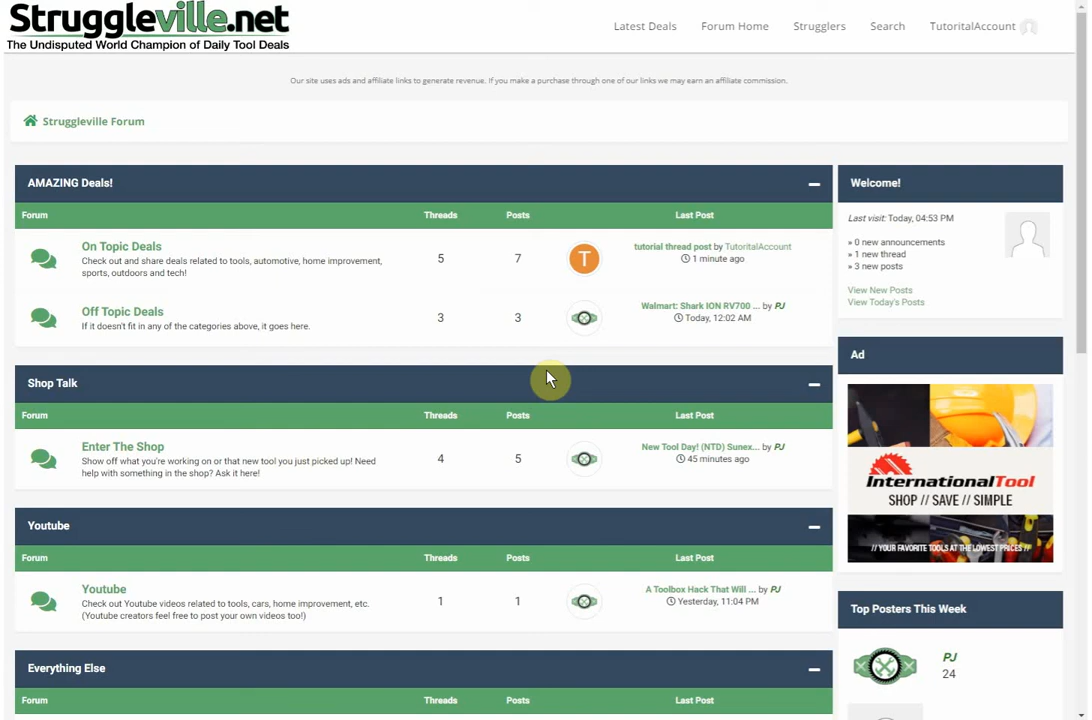 Struggleville.net
The Undisputed World Champion of Daily Tool Deals
Latest Deals
Forum Home
Strugglers
Search
TutoritalAccount
Our site uses ads and affiliate links to generate revenue. If you make a purchase through one of our links we may earn an affiliate commission.
Struggleville Forum
AMAZING Deals!
Forum
Threads
Posts
Last Post
On Topic Deals
Check out and share deals related to tools, automotive, home improvement,
sports, outdoors and tech!
5
7
T
tutorial thread post by TutoritalAccount
1 minute ago
Off Topic Deals
If it doesn't fit in any of the categories above, it goes here.
3
3
Walmart: Shark ION RV700 ... by PJ
Today, 12:02 AM
Shop Talk
Forum
Threads
Posts
Last Post
Enter The Shop
Show off what you're working on or that new tool you just picked up! Need
help with something in the shop? Ask it here!
4
5
New Tool Day! (NTD) Sunex... by PJ
45 minutes ago
Youtube
Forum
Threads
Posts
Last Post
Youtube
Check out Youtube videos related to tools, cars, home improvement, etc.
(Youtube creators feel free to post your own videos too!)
1
1
A Toolbox Hack That Will ... by PJ
Yesterday, 11:04 PM
Everything Else
Forum
Threads
Posts
Last Post
Welcome!
Last visit: Today, 04:53 PM
» 0 new announcements
» 1 new thread
» 3 new posts
View New Posts
View Today's Posts
Ad
InternationalTool
SHOP // SAVE // SIMPLE
// YOUR FAVORITE TOOLS AT THE LOWEST PRICES //
Top Posters This Week
PJ
24